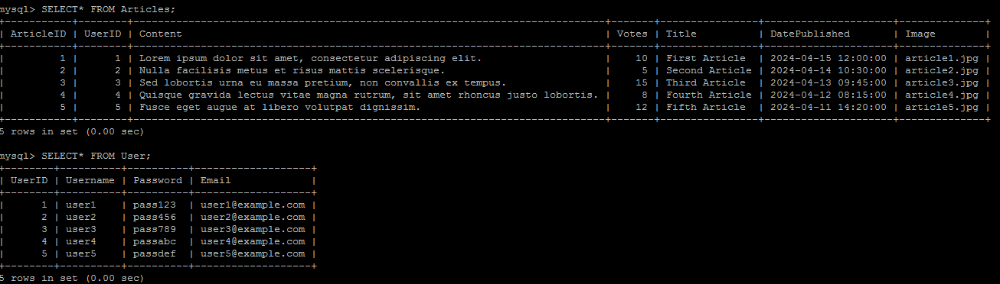 mysql> SELECT* FROM Articles;
+-----------+--------+-----------------------------------------------------------------------------+-------+----------------+---------------------+--------------+
| ArticleID | UserID | Content                                                                     | Votes | Title          | DatePublished       | Image        |
+-----------+--------+-----------------------------------------------------------------------------+-------+----------------+---------------------+--------------+
|         1 |      1 | Lorem ipsum dolor sit amet, consectetur adipiscing elit.                    |    10 | First Article  | 2024-04-15 12:00:00 | article1.jpg |
|         2 |      2 | Nulla facilisis metus et risus mattis scelerisque.                          |     5 | Second Article | 2024-04-14 10:30:00 | article2.jpg |
|         3 |      3 | Sed lobortis urna eu massa pretium, non convallis ex tempus.                |    15 | Third Article  | 2024-04-13 09:45:00 | article3.jpg |
|         4 |      4 | Quisque gravida lectus vitae magna rutrum, sit amet rhoncus justo lobortis. |     8 | Fourth Article | 2024-04-12 08:15:00 | article4.jpg |
|         5 |      5 | Fusce eget augue at libero volutpat dignissim.                              |    12 | Fifth Article  | 2024-04-11 14:20:00 | article5.jpg |
+-----------+--------+-----------------------------------------------------------------------------+-------+----------------+---------------------+--------------+
5 rows in set (0.00 sec)
mysql> SELECT* FROM User;
+--------+----------+----------+-------------------+
| UserID | Username | Password | Email             |
+--------+----------+----------+-------------------+
|      1 | user1    | pass123  | user1@example.com |
|      2 | user2    | pass456  | user2@example.com |
|      3 | user3    | pass789  | user3@example.com |
|      4 | user4    | passabc  | user4@example.com |
|      5 | user5    | passdef  | user5@example.com |
+--------+----------+----------+-------------------+
5 rows in set (0.00 sec)